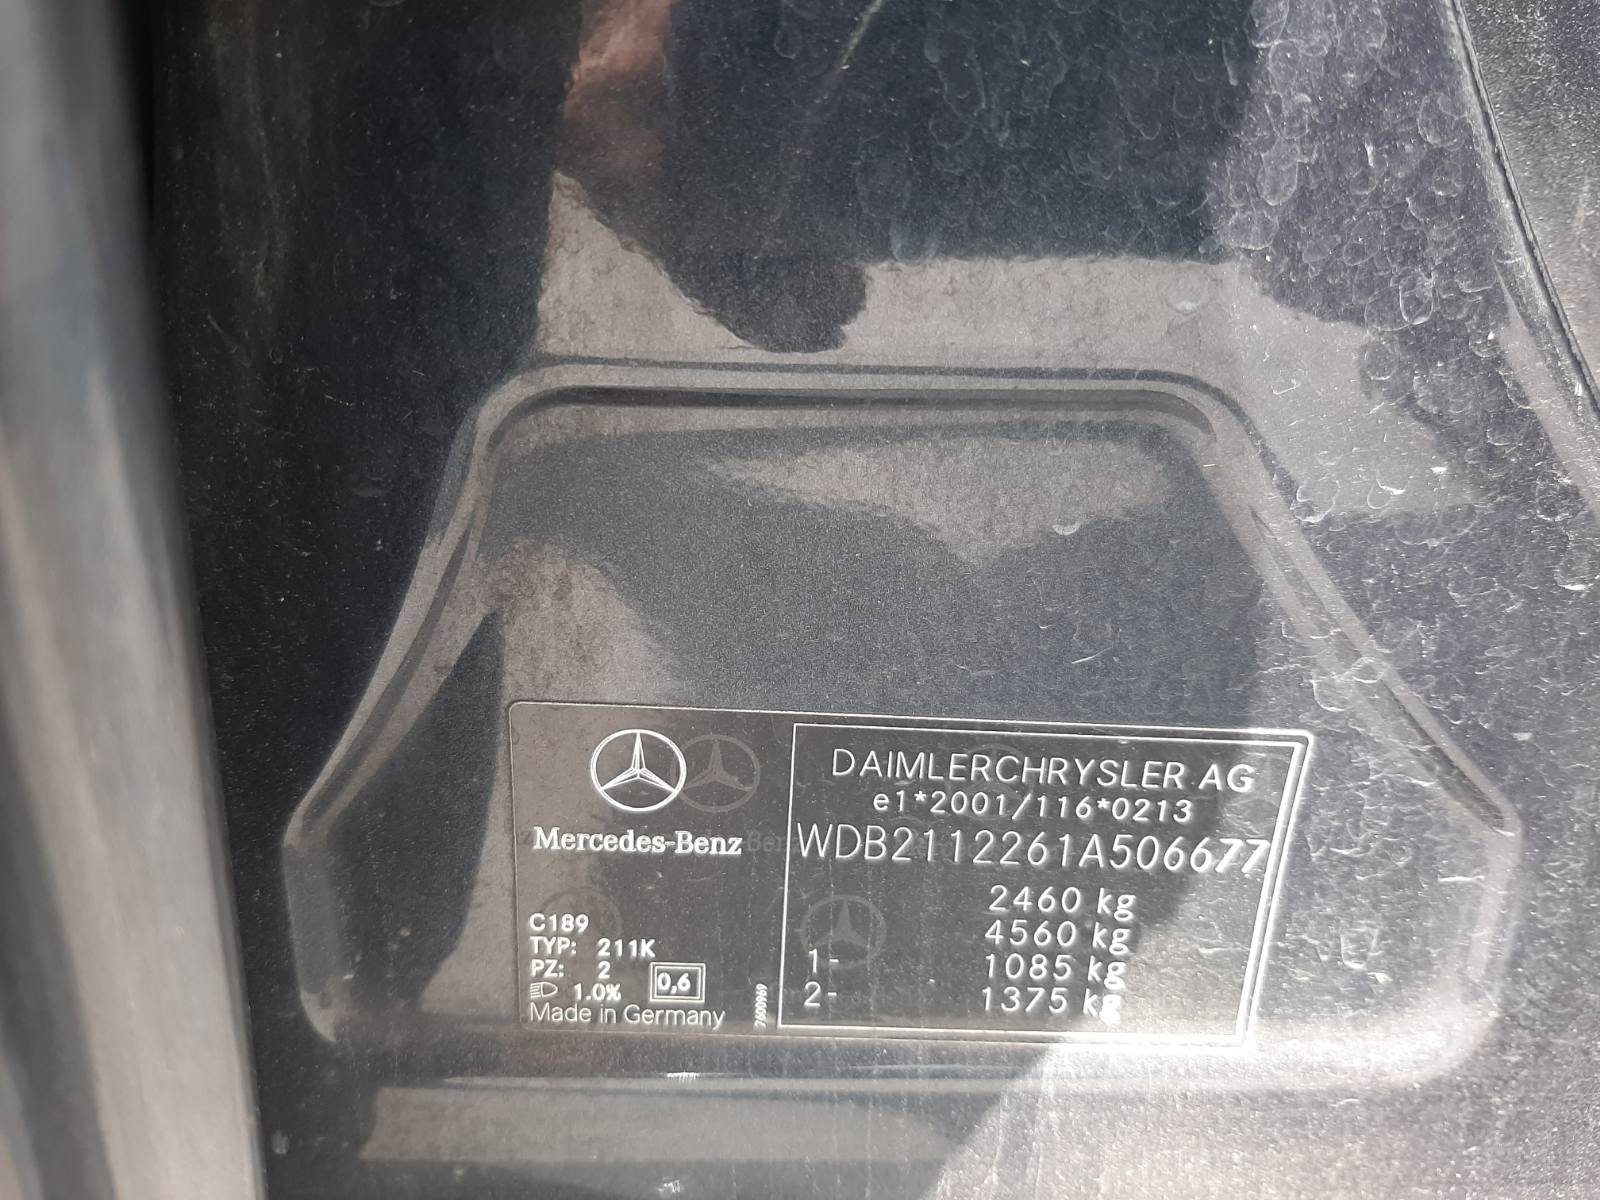 Mercedes-Benz
C189
TYP: 211K
PZ: 2
1.0% 0,6
Made in Germany
7600969
DAIMLERCHRYSLER AG
e1*2001/116*0213
WDB2112261A506677
2460 kg
4560 kg
1- 1085 kg
2- 1375 kg